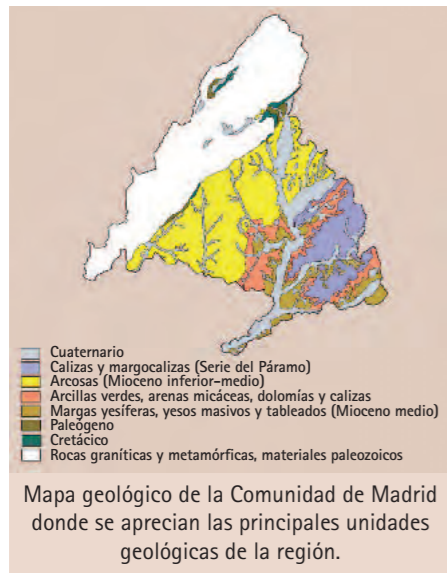 Cuaternario
Calizas y margocalizas (Serie del Páramo)
Arcosas (Mioceno inferior-medio)
Arcillas verdes, arenas micáceas, dolomías y calizas
Margas yesíferas, yesos masivos y tableados (Mioceno medio)
Paleógeno
Cretácico
Rocas graníticas y metamórficas, materiales paleozoicos
Mapa geológico de la Comunidad de Madrid
donde se aprecian las principales unidades
geológicas de la región.